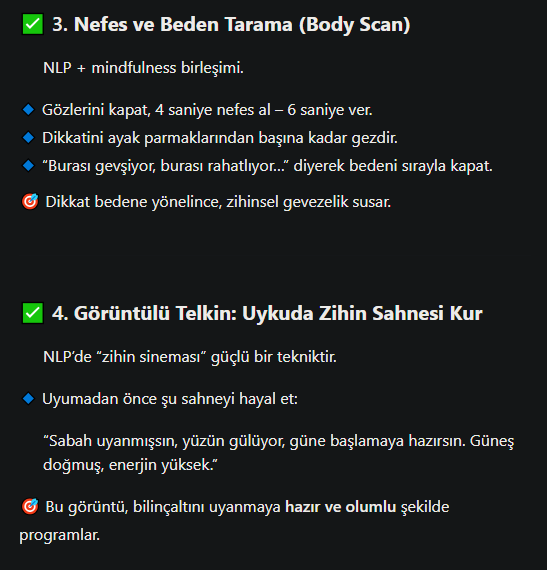 ✅ 3. Nefes ve Beden Tarama (Body Scan)
NLP + mindfulness birleşimi.
🔹 Gözlerini kapat, 4 saniye nefes al – 6 saniye ver.
🔹 Dikkatini ayak parmaklarından başına kadar gezdir.
🔹 “Burası gevşiyor, burası rahatlıyor…” diyerek bedeni sırayla kapat.
🎯 Dikkat bedene yönelince, zihinsel gevezelik susar.
✅ 4. Görüntülü Telkin: Uykuda Zihin Sahnesi Kur
NLP’de “zihin sineması” güçlü bir tekniktir.
🔹 Uyumadan önce şu sahneyi hayal et:
“Sabah uyanmışsın, yüzün gülüyor, güne başlamaya hazırsın. Güneş
doğmuş, enerjin yüksek.”
🎯 Bu görüntü, bilinçaltını uyanmaya hazır ve olumlu şekilde
programlar.